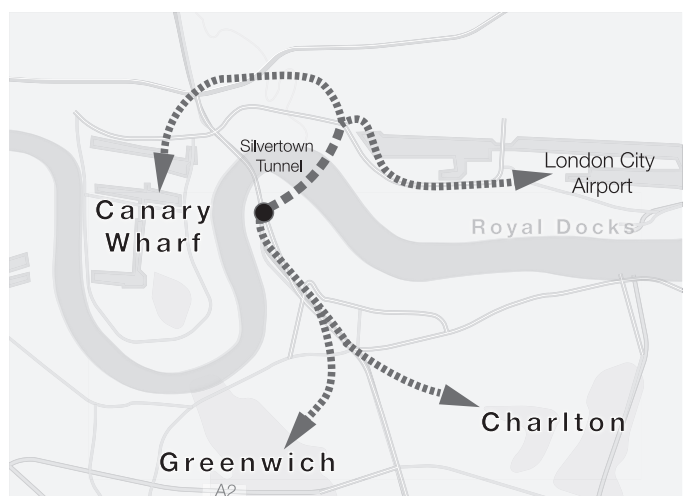 Silvertown
Tunnel
London City
Airport
Canary
Wharf
Royal Docks
Charlton
Greenwich
A2